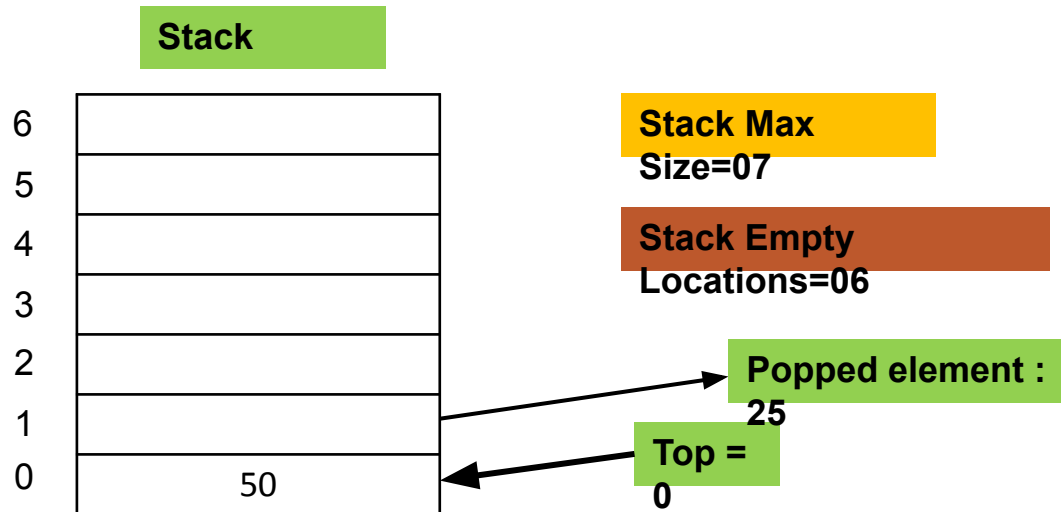 Stack
6
5
4
3
2
1
0
50
Stack Max
Size=07
Stack Empty
Locations=06
Popped element :
25
Top =
0